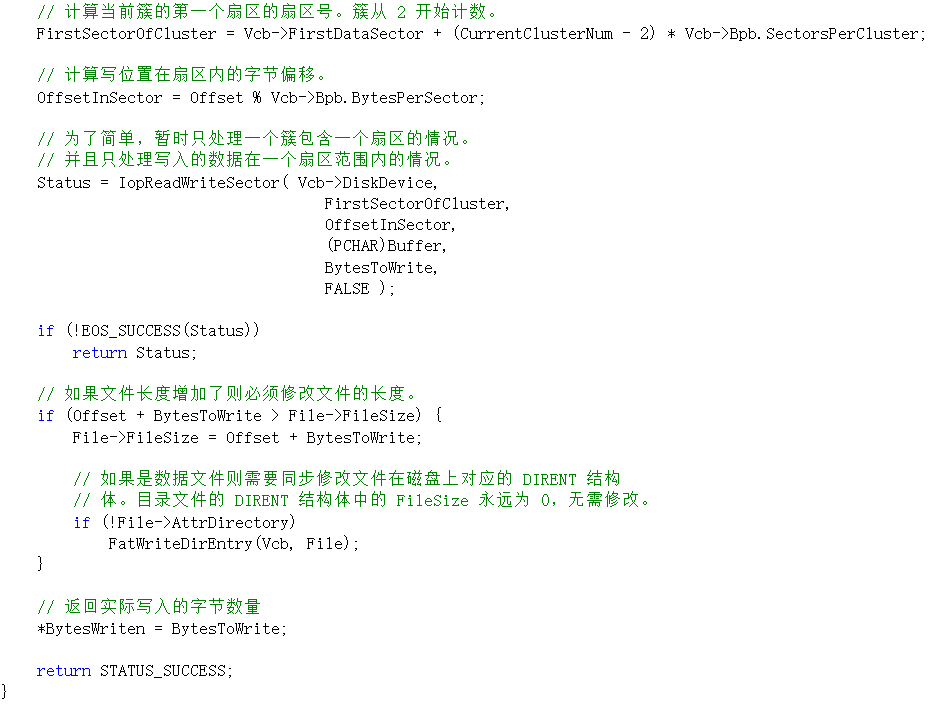 // 计算当前簇的第一个扇区的扇区号。簇从 2 开始计数。
FirstSectorOfCluster = Vcb->FirstDataSector + (CurrentClusterNum - 2) * Vcb->Bpb.SectorsPerCluster;
// 计算写位置在扇区内的字节偏移。
OffsetInSector = Offset % Vcb->Bpb.BytesPerSector;
// 为了简单，暂时只处理一个簇包含一个扇区的情况。
// 并且只处理写入的数据在一个扇区范围内的情况。
Status = IopReadWriteSector( Vcb->DiskDevice,
FirstSectorOfCluster,
OffsetInSector,
(PCHAR)Buffer,
BytesToWrite,
FALSE );
if (!EOS_SUCCESS(Status))
return Status;
// 如果文件长度增加了则必须修改文件的长度。
if (Offset + BytesToWrite > File->FileSize) {
File->FileSize = Offset + BytesToWrite;
// 如果是数据文件则需要同步修改文件在磁盘上对应的 DIRENT 结构
// 体。目录文件的 DIRENT 结构体中的 FileSize 永远为 0，无需修改。
if (!File->AttrDirectory)
FatWriteDirEntry(Vcb, File);
}
// 返回实际写入的字节数量
*BytesWriten = BytesToWrite;
return STATUS_SUCCESS;
}